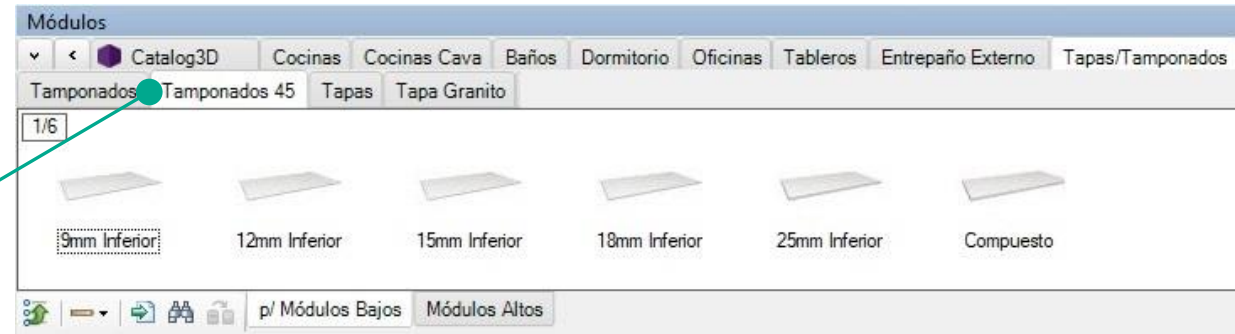 Módulos
Catalog3D Cocinas Cocinas Cava Baños Dormitorio Oficinas Tableros Entrepaño Externo Tapas/Tamponados
Tamponados Tamponados 45 Tapas Tapa Granito
1/6
9mm Inferior 12mm Inferior 15mm Inferior 18mm Inferior 25mm Inferior Compuesto
p/ Módulos Bajos Módulos Altos